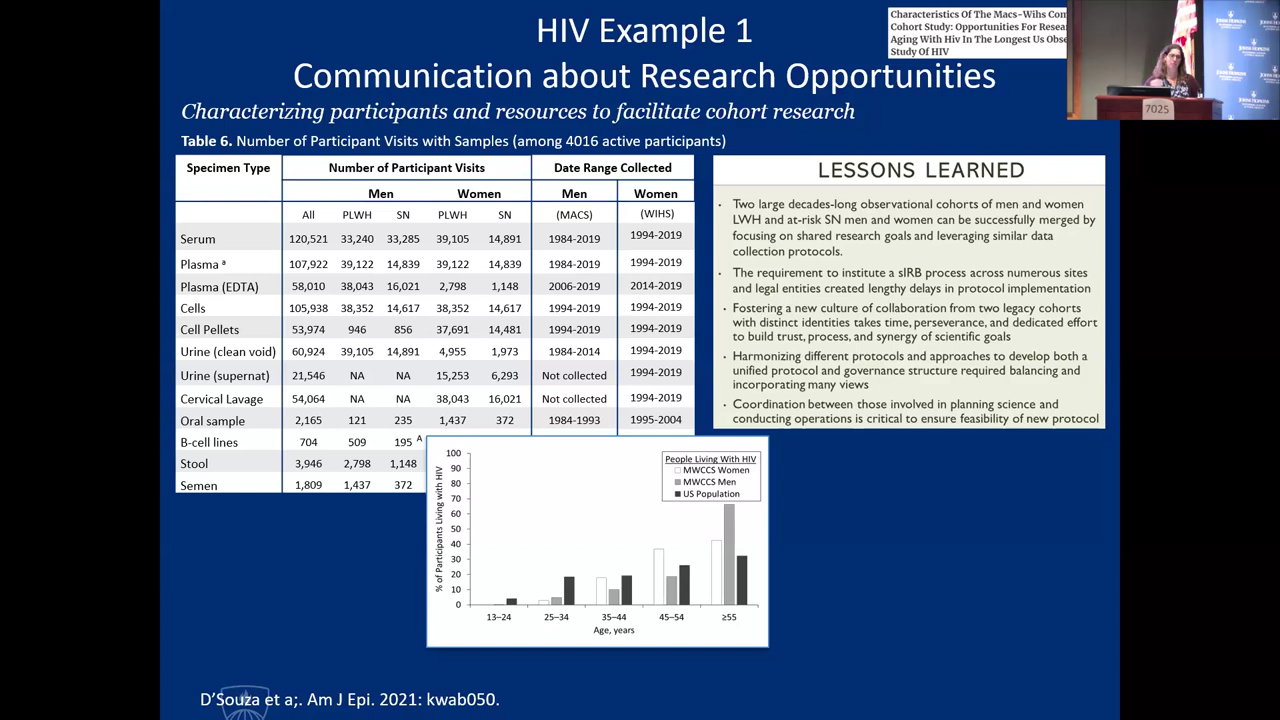 HIV Example 1
Communication about Research Opportunities
Characterizing participants and resources to facilitate cohort research
Characteristics Of The Macs-Wihs Com
Cohort Study: Opportunities For Resear
Aging With Hiv In The Longest Us Obse
Study Of HIV
JOHNS HOPKINS
7025
Table 6. Number of Participant Visits with Samples (among 4016 active participants)
Specimen Type Number of Participant Visits Date Range Collected
Men Women Men Women
All PLWH SN PLWH SN (MACS) (WIHS)
Serum 120,521 33,240 33,285 39,105 14,891 1984-2019 1994-2019
Plasma a 107,922 39,122 14,839 39,122 14,839 1984-2019 1994-2019
Plasma (EDTA) 58,010 38,043 16,021 2,798 1,148 2006-2019 2014-2019
Cells 105,938 38,352 14,617 38,352 14,617 1994-2019 1994-2019
Cell Pellets 53,974 946 856 37,691 14,481 1994-2019 1994-2019
Urine (clean void) 60,924 39,105 14,891 4,955 1,973 1984-2014 1994-2019
Urine (supernat) 21,546 NA NA 15,253 6,293 Not collected 1994-2019
Cervical Lavage 54,064 NA NA 38,043 16,021 Not collected 1994-2019
Oral sample 2,165 121 235 1,437 372 1984-1993 1995-2004
B-cell lines 704 509 195
Stool 3,946 2,798 1,148
Semen 1,809 1,437 372
LESSONS LEARNED
· Two large decades-long observational cohorts of men and women
LWH and at-risk SN men and women can be successfully merged by
focusing on shared research goals and leveraging similar data
collection protocols.
· The requirement to institute a sIRB process across numerous sites
and legal entities created lengthy delays in protocol implementation
· Fostering a new culture of collaboration from two legacy cohorts
with distinct identities takes time, perseverance, and dedicated effort
to build trust, process, and synergy of scientific goals
· Harmonizing different protocols and approaches to develop both a
unified protocol and governance structure required balancing and
incorporating many views
· Coordination between those involved in planning science and
conducting operations is critical to ensure feasibility of new protocol
A
% of Participants Living with HIV
100
90
80
70
60
50
40
30
20
10
0
People Living With HIV
MWCCS Women
MWCCS Men
US Population
13–24 25–34 35–44 45–54 ≥55
Age, years
D'Souza et a;. Am J Epi. 2021: kwab050.